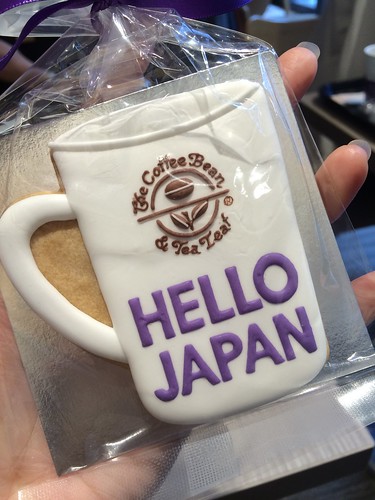 The Coffee Bean
®
& Tea Leaf
HELLO
JAPAN